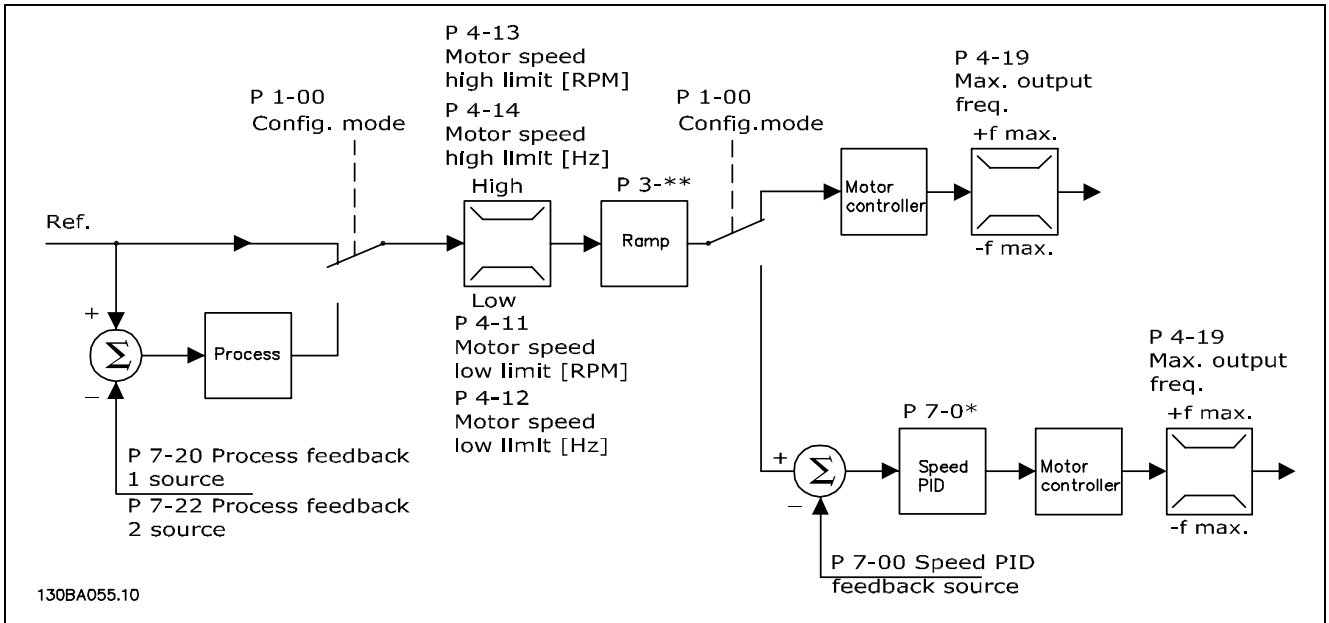 P 4-13
Motor speed
high limit [RPM]
P 4-14
Motor speed
high limit [Hz]
High
P 1-00
Config. mode
P 1-00
Config.mode
P 4-19
Max. output
freq.
+f max.
-f max.
P 3-**
Ramp
Motor
controller
Ref.
Low
P 4-11
Motor speed
low limit [RPM]
P 4-12
Motor speed
low limit [Hz]
+
Σ
−
Process
P 7-20 Process feedback
1 source
P 7-22 Process feedback
2 source
P 4-19
Max. output
freq.
+f max.
-f max.
P 7-0*
+
Σ
−
Speed
PID
Motor
controller
P 7-00 Speed PID
feedback source
130BA055.10